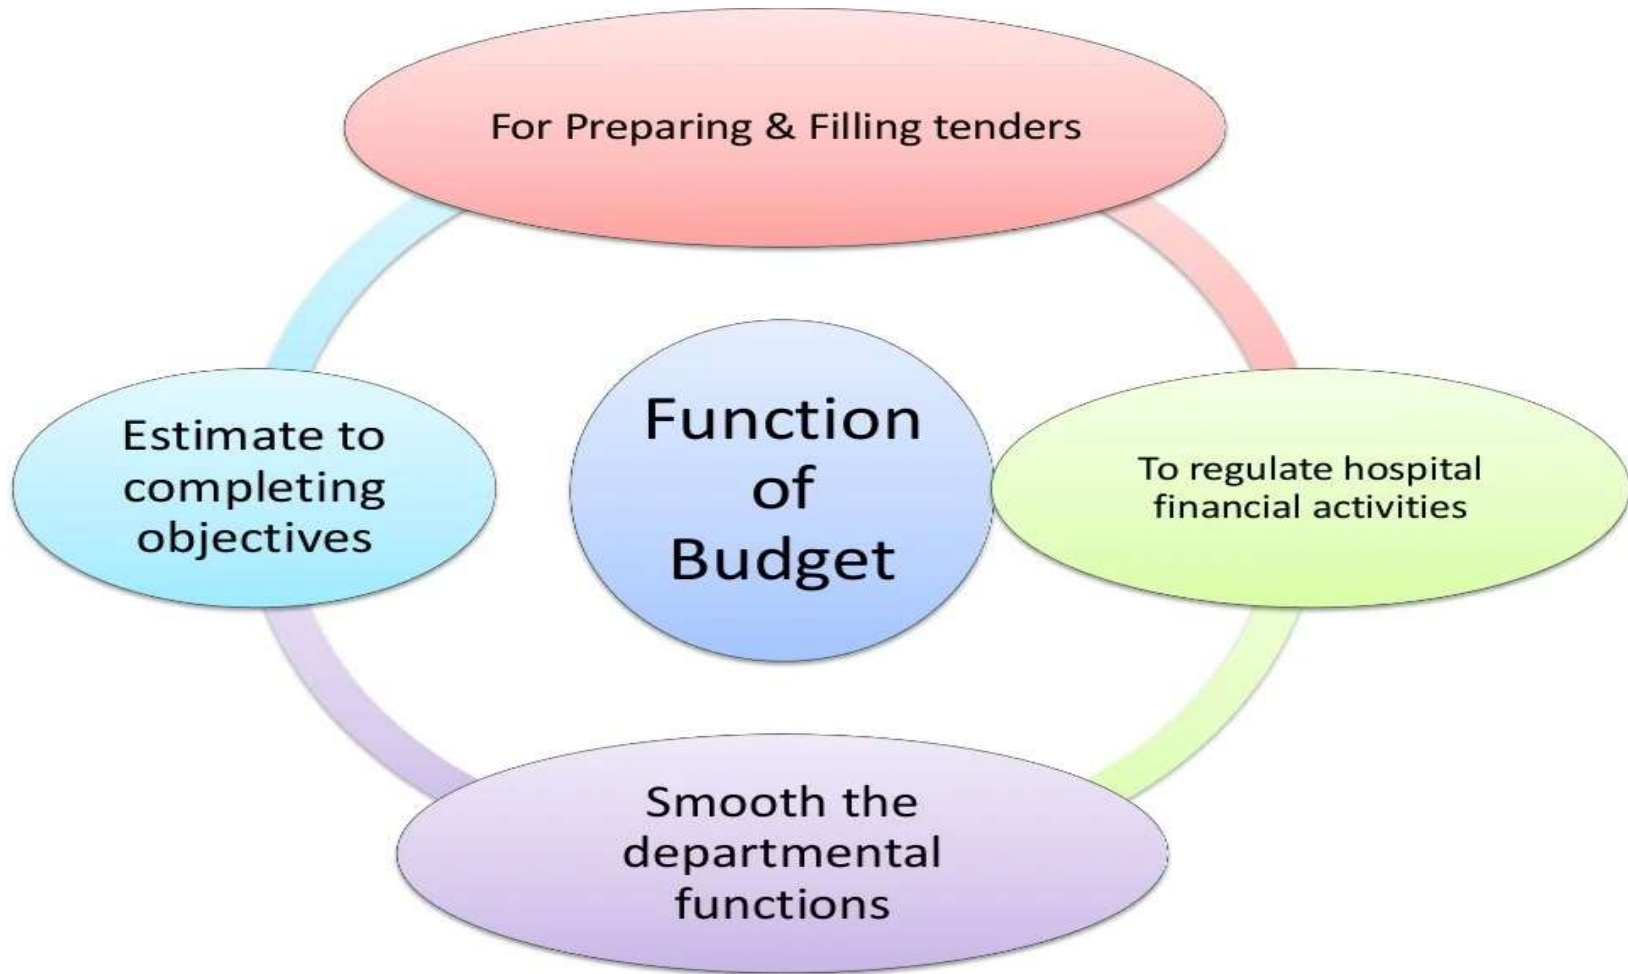 For Preparing & Filling tenders
Estimate to
completing
objectives
Function
of
Budget
To regulate hospital
financial activities
Smooth the
departmental
functions